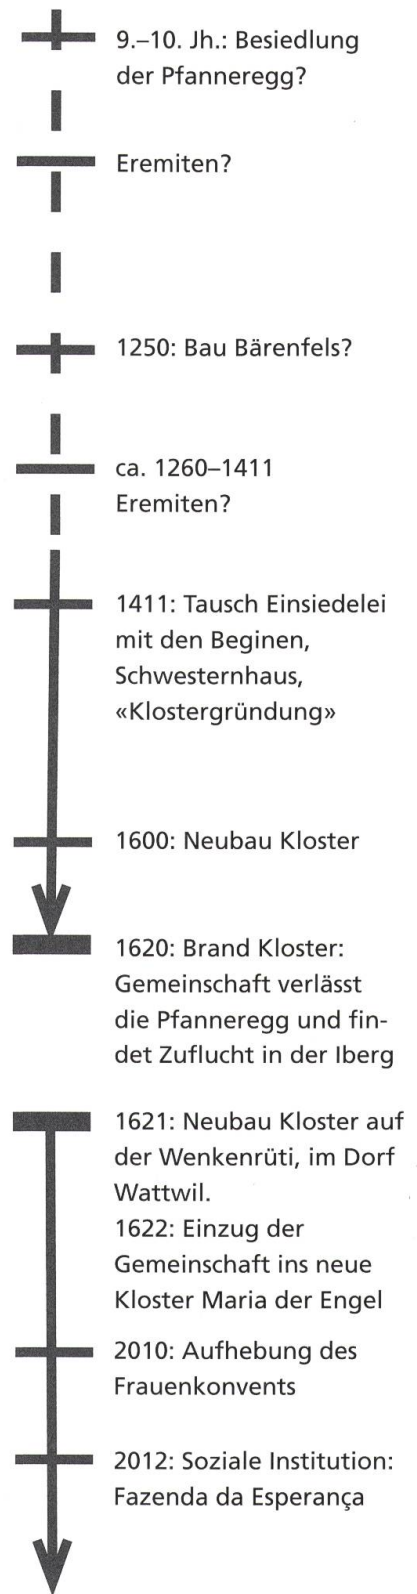 9.–10. Jh.: Besiedlung
der Pfanneregg?
Eremiten?
1250: Bau Bärenfels?
ca. 1260–1411
Eremiten?
1411: Tausch Einsiedelei
mit den Beginen,
Schwesternhaus,
«Klostergründung»
1600: Neubau Kloster
1620: Brand Kloster:
Gemeinschaft verlässt
die Pfanneregg und fin-
det Zuflucht in der Iberg
1621: Neubau Kloster auf
der Wenkenrüti, im Dorf
Wattwil.
1622: Einzug der
Gemeinschaft ins neue
Kloster Maria der Engel
2010: Aufhebung des
Frauenkonvents
2012: Soziale Institution:
Fazenda da Esperança